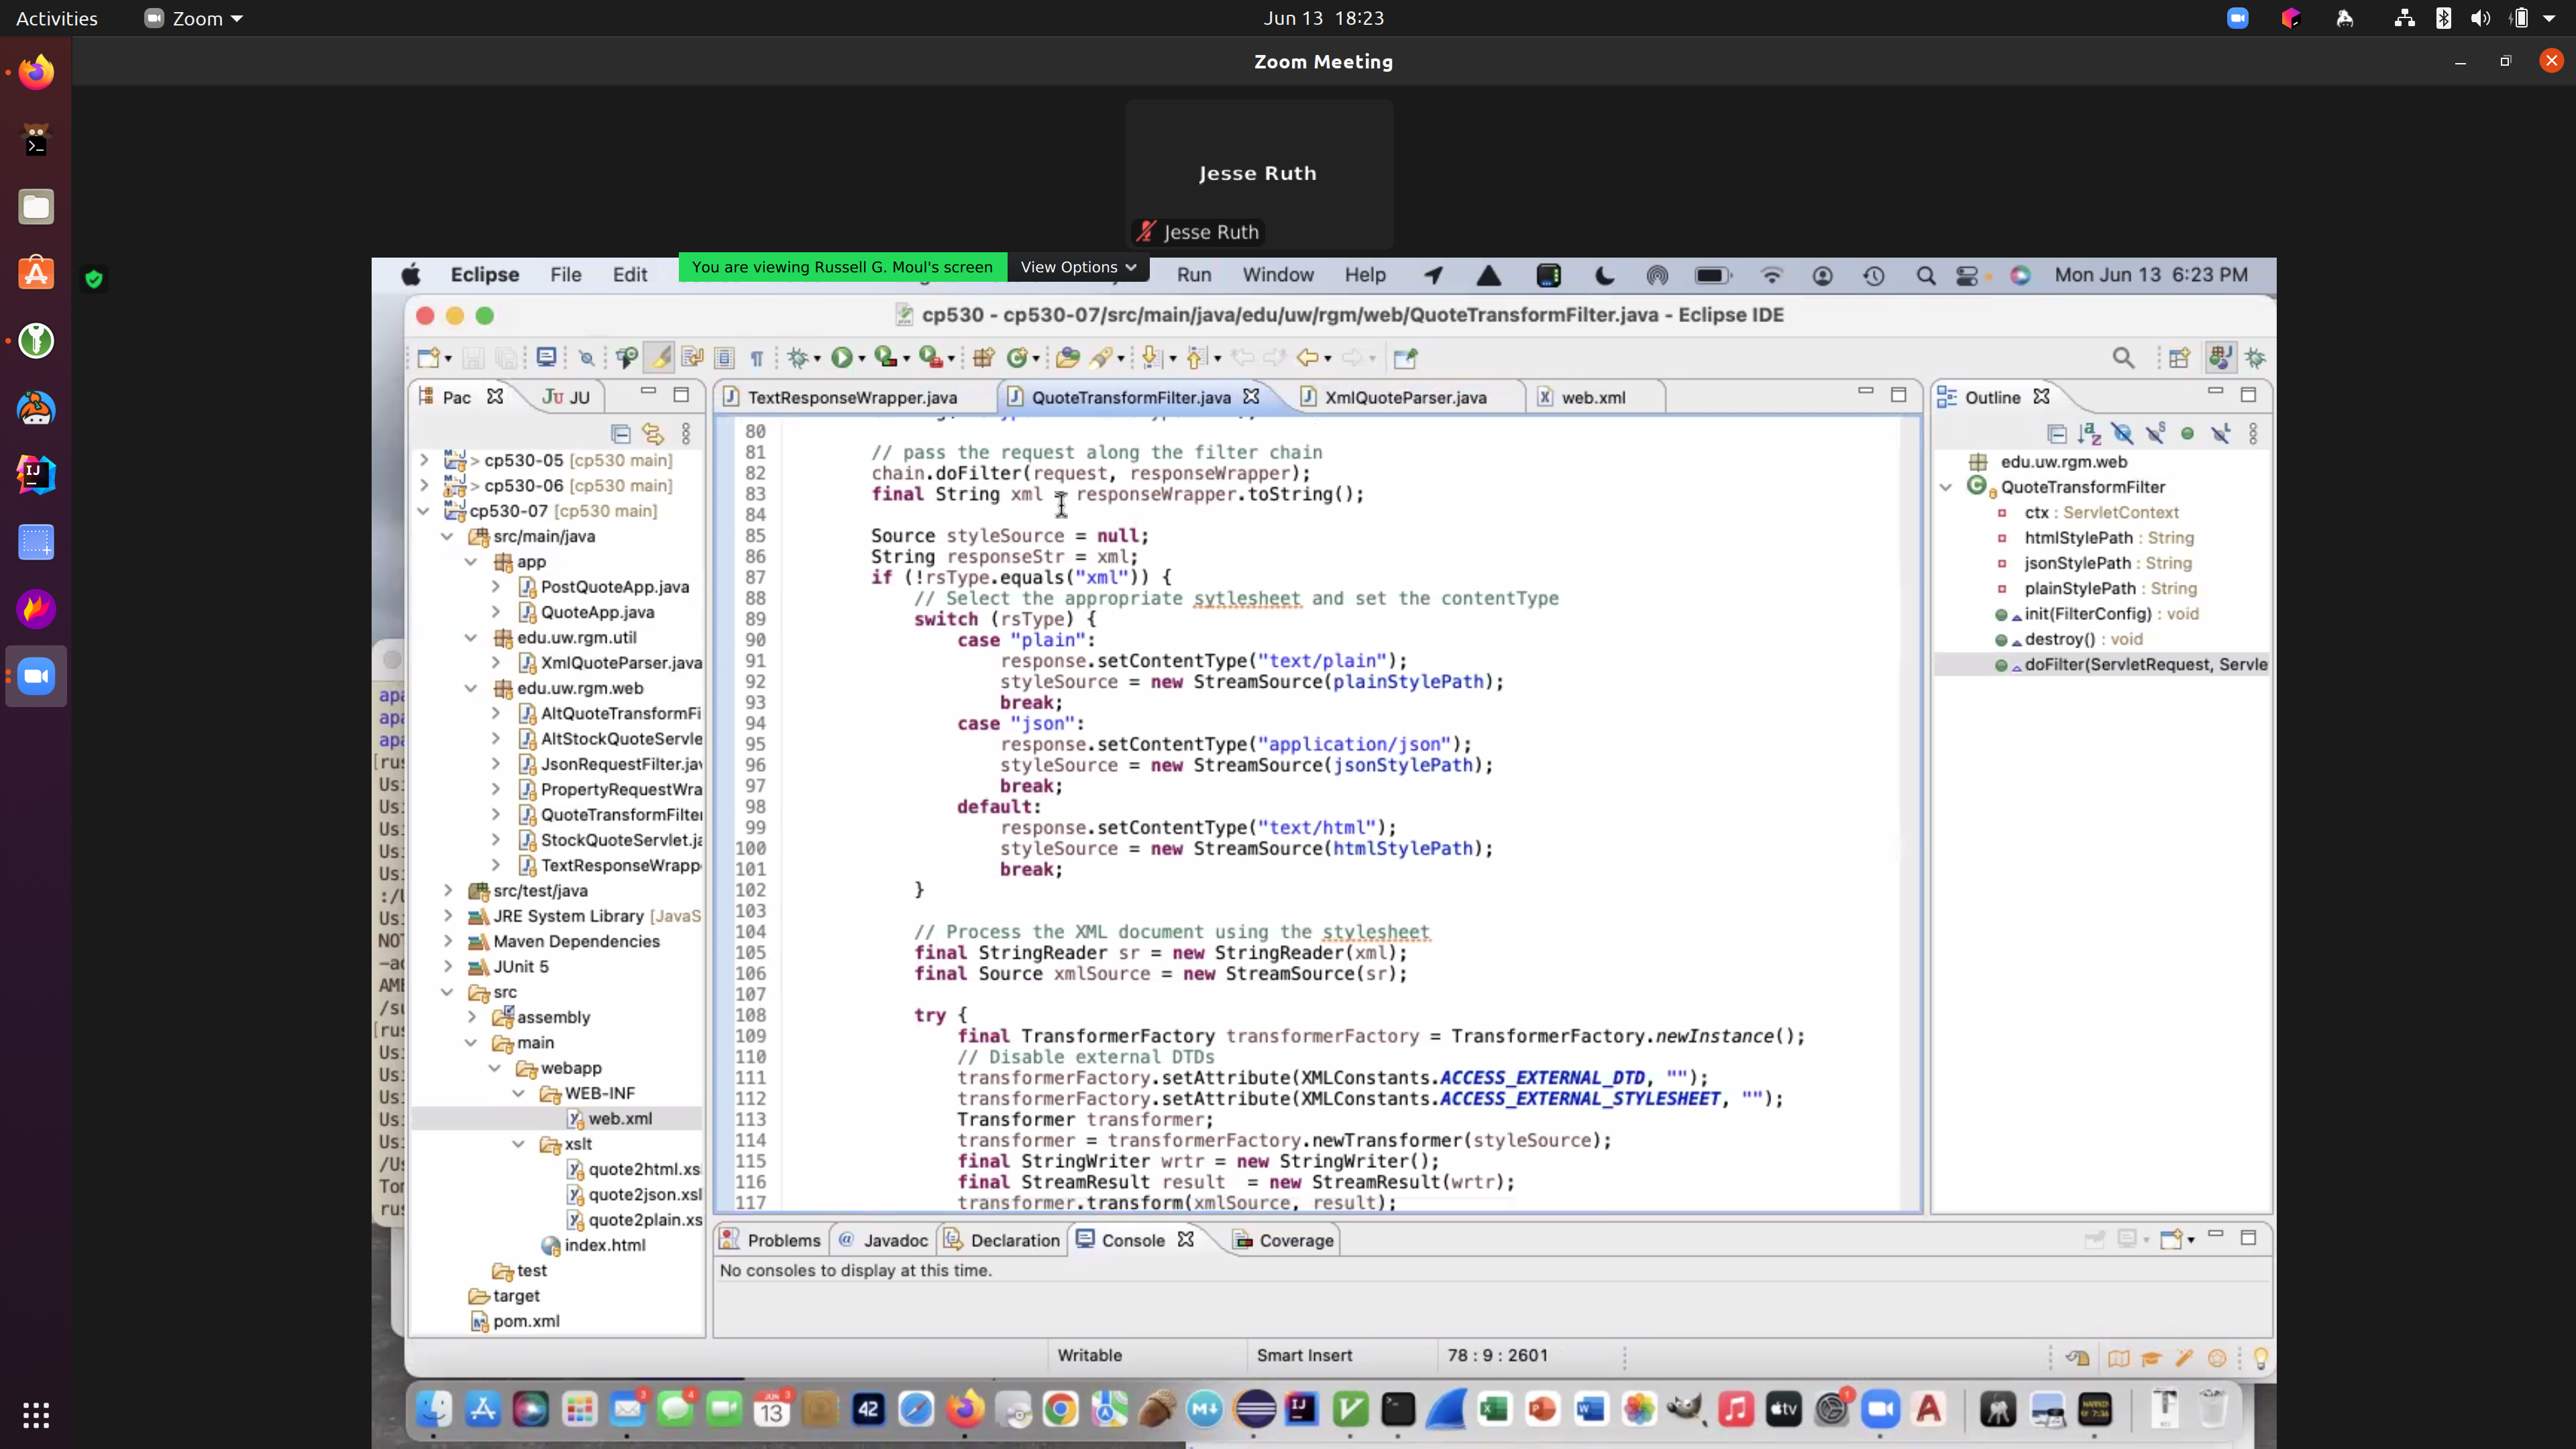 Activities
Zoom
Jun 13 18:23
Zoom Meeting
Jesse Ruth
Jesse Ruth
You are viewing Russell G. Moul's screen
View Options
Eclipse File Edit
Run Window Help
Mon Jun 13 6:23 PM
cp530 - cp530-07/src/main/java/edu/uw/rgm/web/QuoteTransformFilter.java - Eclipse IDE
Pac
JU JU
TextResponseWrapper.java
QuoteTransformFilter.java
XmlQuoteParser.java
web.xml
Outline
> cp530-05 [cp530 main]
> cp530-06 [cp530 main]
cp530-07 [cp530 main]
src/main/java
app
PostQuoteApp.java
QuoteApp.java
edu.uw.rgm.util
XmlQuoteParser.java
edu.uw.rgm.web
AltQuoteTransformFi
AltStockQuoteServle
JsonRequestFilter.jav
PropertyRequestWra
QuoteTransformFilte
StockQuoteServlet.ja
TextResponseWrapp
src/test/java
JRE System Library [JavaS
Maven Dependencies
JUnit 5
src
assembly
main
webapp
WEB-INF
web.xml
xslt
quote2html.xs
quote2json.xsl
quote2plain.xs
index.html
test
target
pom.xml
80
81 // pass the request along the filter chain
82 chain.doFilter(request, responseWrapper);
83 final String xml = responseWrapper.toString();
84
85 Source styleSource = null;
86 String responseStr = xml;
87 if (!rsType.equals("xml")) {
88 // Select the appropriate sytlesheet and set the contentType
89 switch (rsType) {
90 case "plain":
91 response.setContentType("text/plain");
92 styleSource = new StreamSource(plainStylePath);
93 break;
94 case "json":
95 response.setContentType("application/json");
96 styleSource = new StreamSource(jsonStylePath);
97 break;
98 default:
99 response.setContentType("text/html");
100 styleSource = new StreamSource(htmlStylePath);
101 break;
102 }
103
104 // Process the XML document using the stylesheet
105 final StringReader sr = new StringReader(xml);
106 final Source xmlSource = new StreamSource(sr);
107
108 try {
109 final TransformerFactory transformerFactory = TransformerFactory.newInstance();
110 // Disable external DTDs
111 transformerFactory.setAttribute(XMLConstants.ACCESS_EXTERNAL_DTD, "");
112 transformerFactory.setAttribute(XMLConstants.ACCESS_EXTERNAL_STYLESHEET, "");
113 Transformer transformer;
114 transformer = transformerFactory.newTransformer(styleSource);
115 final StringWriter wrtr = new StringWriter();
116 final StreamResult result = new StreamResult(wrtr);
117 transformer.transform(xmlSource, result);
edu.uw.rgm.web
QuoteTransformFilter
ctx : ServletContext
htmlStylePath : String
jsonStylePath : String
plainStylePath : String
init(FilterConfig) : void
destroy() : void
doFilter(ServletRequest, Servle
Problems
Javadoc
Declaration
Console
Coverage
No consoles to display at this time.
Writable
Smart Insert
78 : 9 : 2601